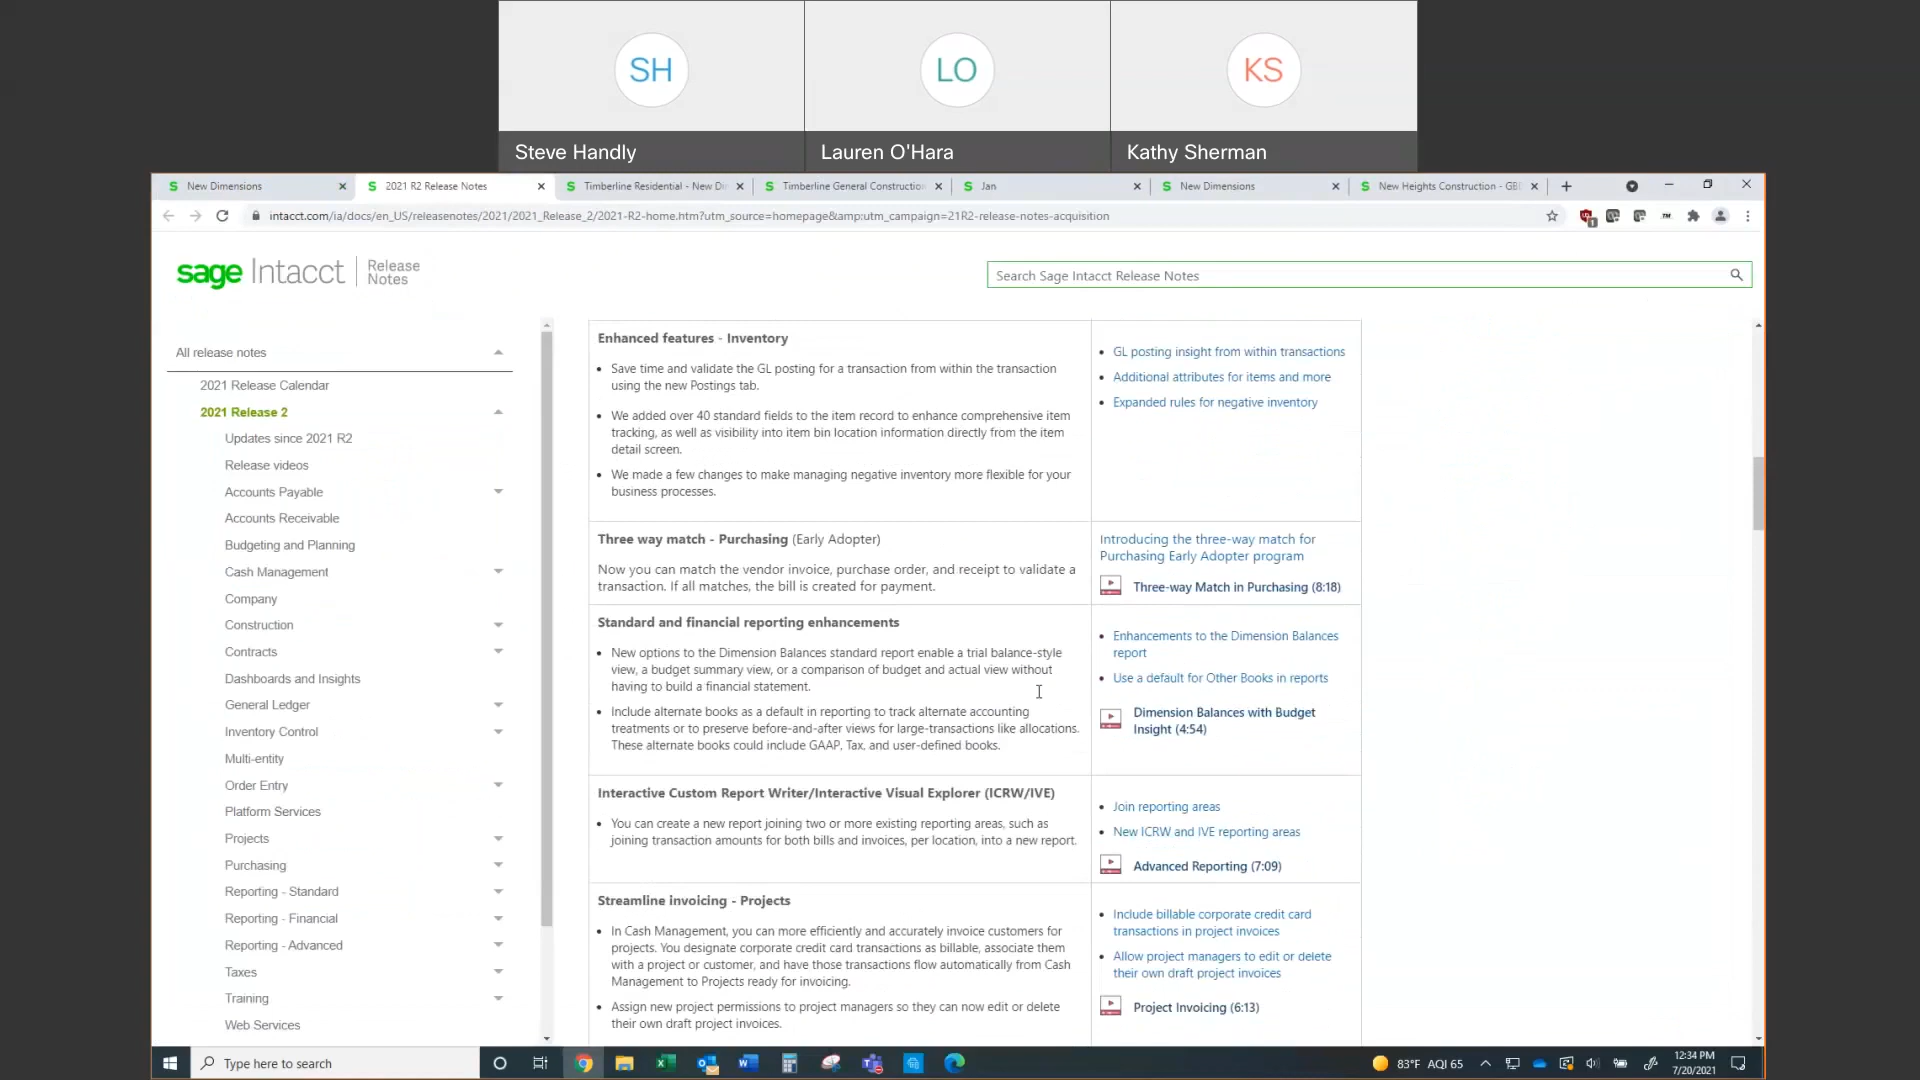 SH
LO
KS
Steve Handly
Lauren O'Hara
Kathy Sherman
New Dimensions
2021 R2 Release Notes
Timberline Residential - New Di
Timberline General Construction
Jan
New Dimensions
New Heights Construction - GB
intacct.com/ia/docs/en_US/releasenotes/2021/2021_Release_2/2021-R2-home.htm?utm_source=homepage&amp;utm_campaign=21R2-release-notes-acquisition
sage Intacct
Release
Notes
Search Sage Intacct Release Notes
All release notes
2021 Release Calendar
2021 Release 2
Updates since 2021 R2
Release videos
Accounts Payable
Accounts Receivable
Budgeting and Planning
Cash Management
Company
Construction
Contracts
Dashboards and Insights
General Ledger
Inventory Control
Multi-entity
Order Entry
Platform Services
Projects
Purchasing
Reporting - Standard
Reporting - Financial
Reporting - Advanced
Taxes
Training
Web Services
Enhanced features - Inventory
• Save time and validate the GL posting for a transaction from within the transaction
using the new Postings tab.
• We added over 40 standard fields to the item record to enhance comprehensive item
tracking, as well as visibility into item bin location information directly from the item
detail screen.
• We made a few changes to make managing negative inventory more flexible for your
business processes.
• GL posting insight from within transactions
• Additional attributes for items and more
• Expanded rules for negative inventory
Three way match - Purchasing (Early Adopter)
Now you can match the vendor invoice, purchase order, and receipt to validate a
transaction. If all matches, the bill is created for payment.
Introducing the three-way match for
Purchasing Early Adopter program
Three-way Match in Purchasing (8:18)
Standard and financial reporting enhancements
• New options to the Dimension Balances standard report enable a trial balance-style
view, a budget summary view, or a comparison of budget and actual view without
having to build a financial statement.
• Include alternate books as a default in reporting to track alternate accounting
treatments or to preserve before-and-after views for large-transactions like allocations.
These alternate books could include GAAP, Tax, and user-defined books.
• Enhancements to the Dimension Balances
report
• Use a default for Other Books in reports
Dimension Balances with Budget
Insight (4:54)
Interactive Custom Report Writer/Interactive Visual Explorer (ICRW/IVE)
• You can create a new report joining two or more existing reporting areas, such as
joining transaction amounts for both bills and invoices, per location, into a new report.
• Join reporting areas
• New ICRW and IVE reporting areas
Advanced Reporting (7:09)
Streamline invoicing - Projects
• In Cash Management, you can more efficiently and accurately invoice customers for
projects. You designate corporate credit card transactions as billable, associate them
with a project or customer, and have those transactions flow automatically from Cash
Management to Projects ready for invoicing.
• Assign new project permissions to project managers so they can now edit or delete
their own draft project invoices.
• Include billable corporate credit card
transactions in project invoices
• Allow project managers to edit or delete
their own draft project invoices
Project Invoicing (6:13)
Type here to search
83°F AQI 65
12:34 PM
7/20/2021